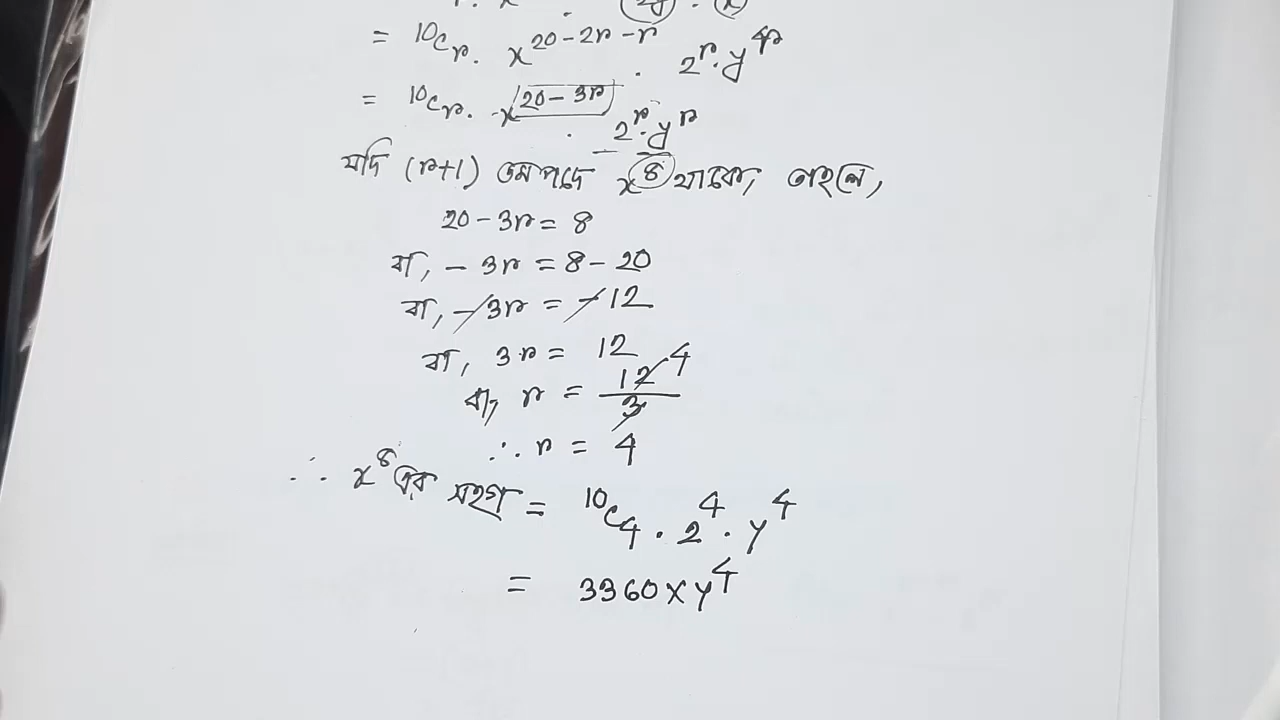 = ¹⁰Cr. x²⁰⁻²ʳ⁻ʳ . 2ʳ.yʳ
= ¹⁰Cr. x²⁰⁻³ʳ . 2ʳ.yʳ
যদি (r+1) তম পদে x⁸ থাকে, তাহলে,
20-3r = 8
বা, -3r = 8-20
বা, -3r = -12
বা, 3r = 12
বা, r = 12/3 4
∴ r = 4
∴ x⁸ এর সহগ = ¹⁰C₄ . 2⁴ . y⁴
= 3360 x y⁴